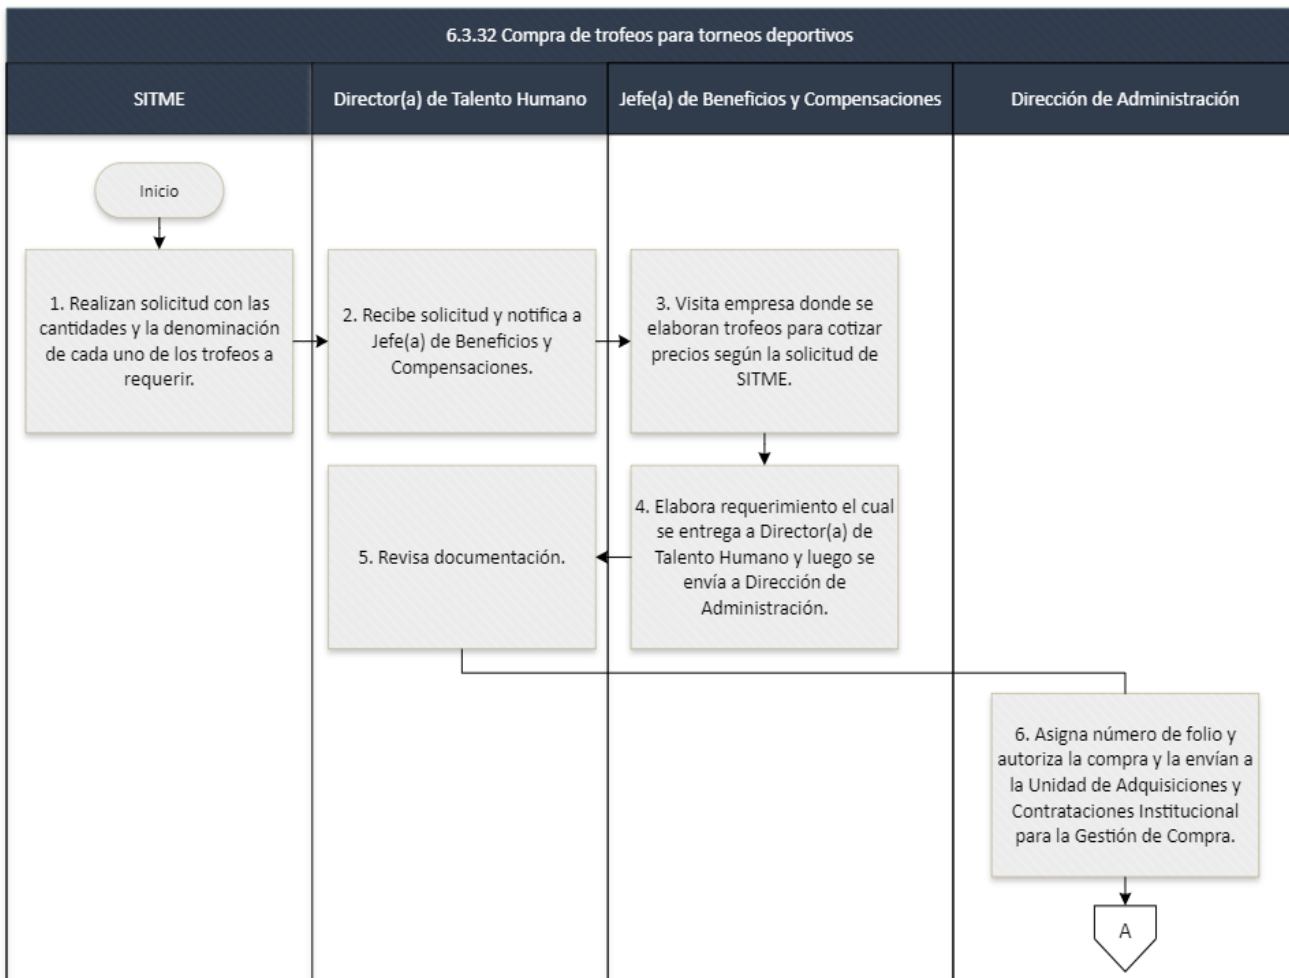 6.3.32 Compra de trofeos para torneos deportivos
SITME
Director(a) de Talento Humano
Jefe(a) de Beneficios y Compensaciones
Dirección de Administración
Inicio
1. Realizan solicitud con las
cantidades y la denominación
de cada uno de los trofeos a
requerir.
2. Recibe solicitud y notifica a
Jefe(a) de Beneficios y
Compensaciones.
3. Visita empresa donde se
elaboran trofeos para cotizar
precios según la solicitud de
SITME.
4. Elabora requerimiento el cual
se entrega a Director(a) de
Talento Humano y luego se
envía a Dirección de
Administración.
5. Revisa documentación.
6. Asigna número de folio y
autoriza la compra y la envían a
la Unidad de Adquisiciones y
Contrataciones Institucional
para la Gestión de Compra.
A